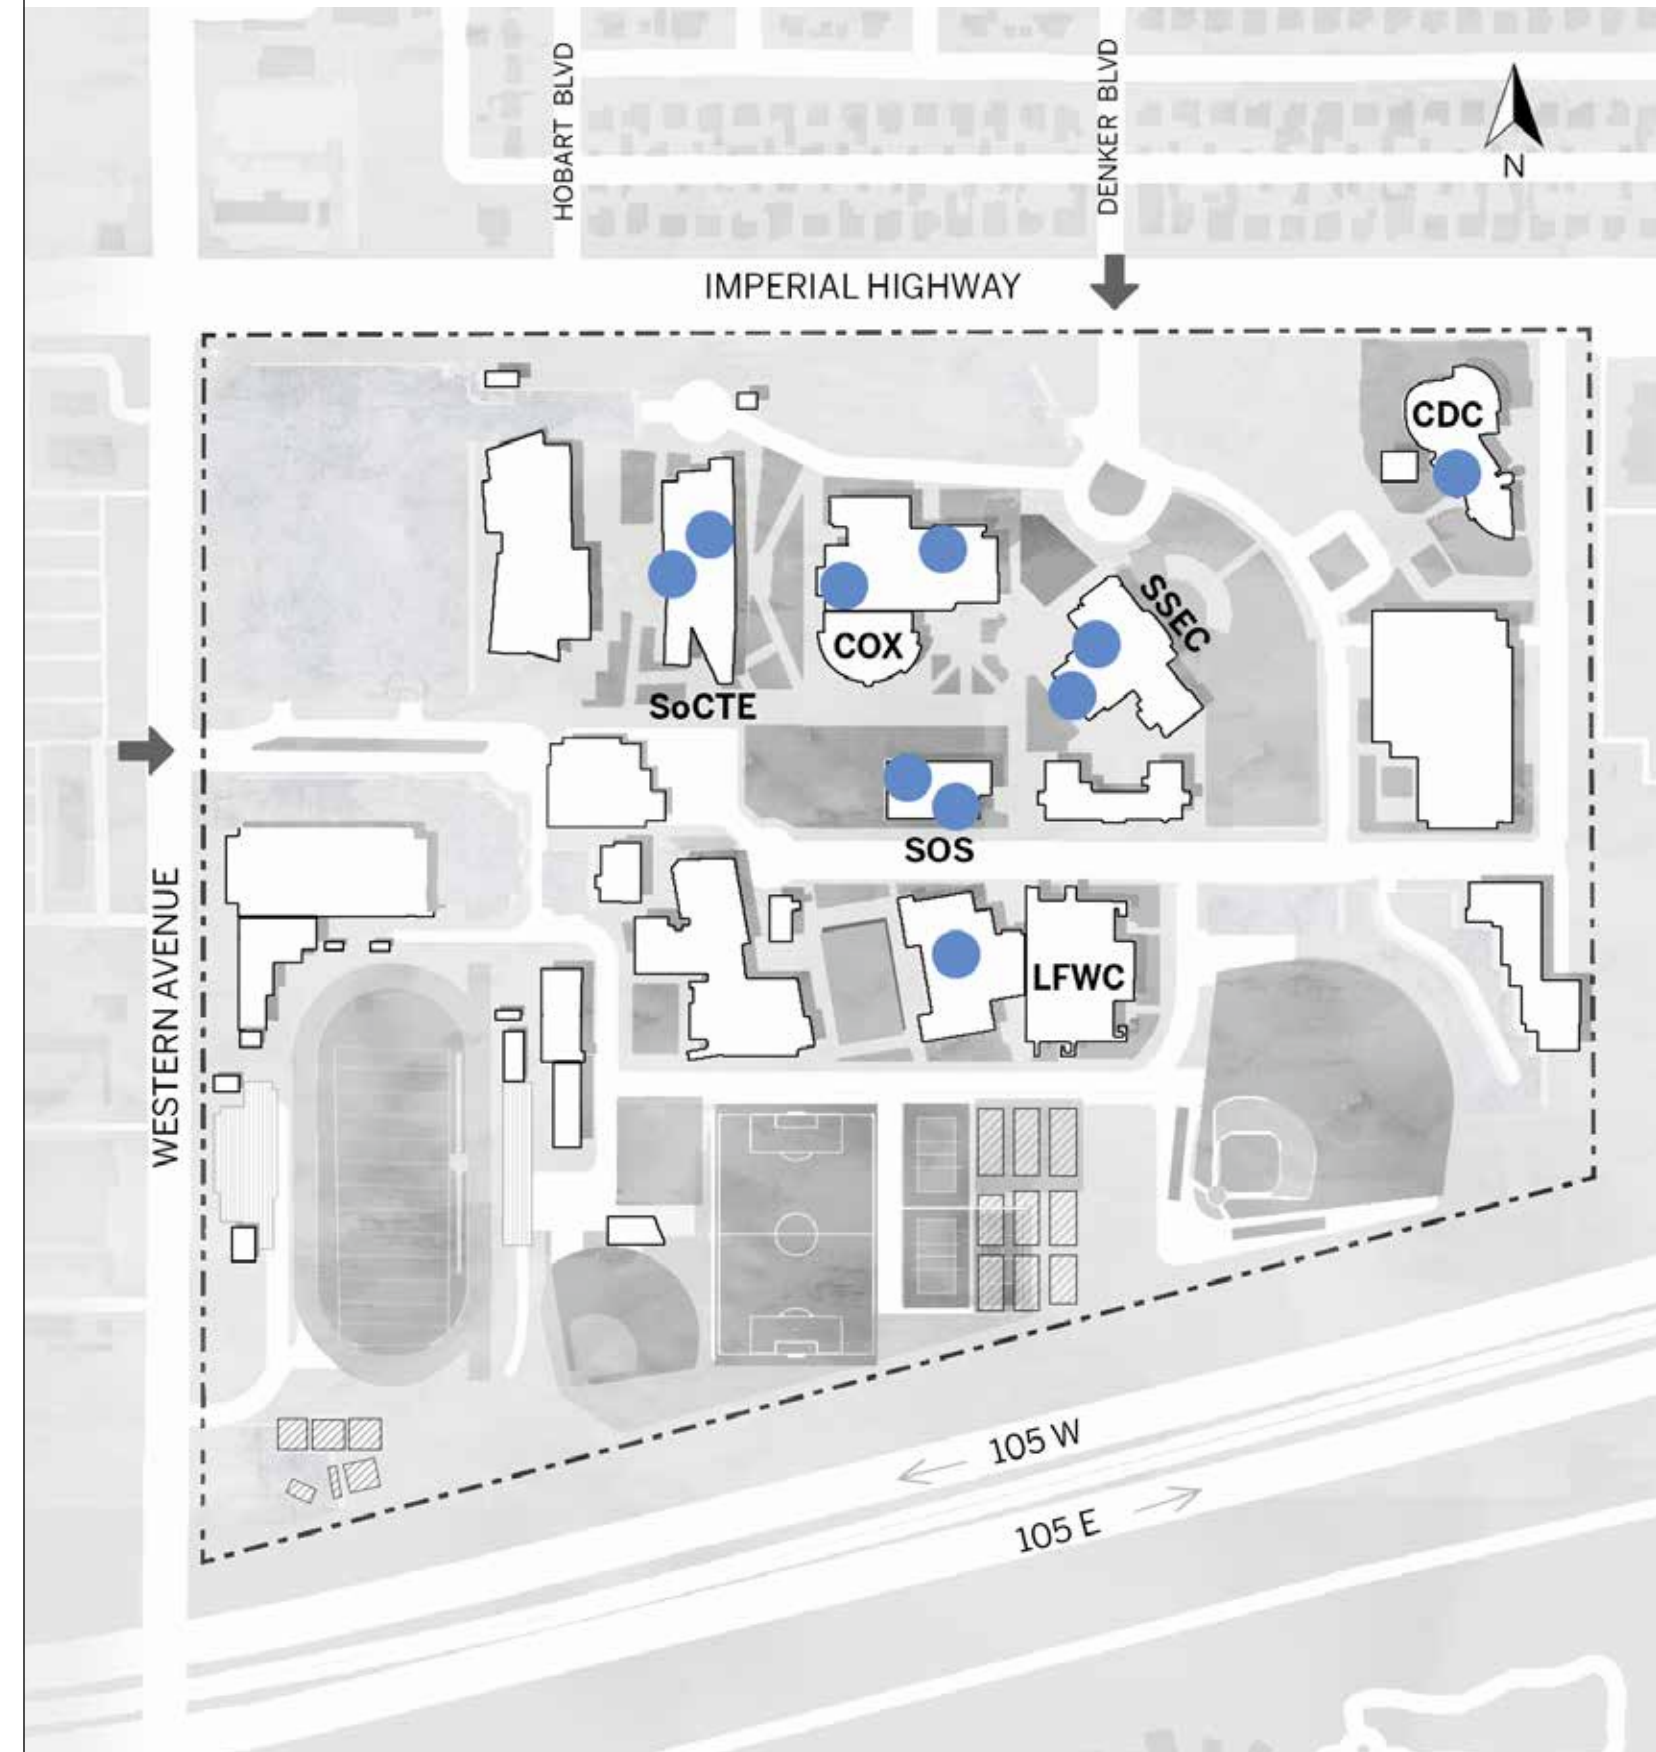 HOBART BLVD
DENKER BLVD
N
IMPERIAL HIGHWAY
CDC
SSEC
COX
SoCTE
SOS
WESTERN AVENUE
LFWC
105 W
105 E